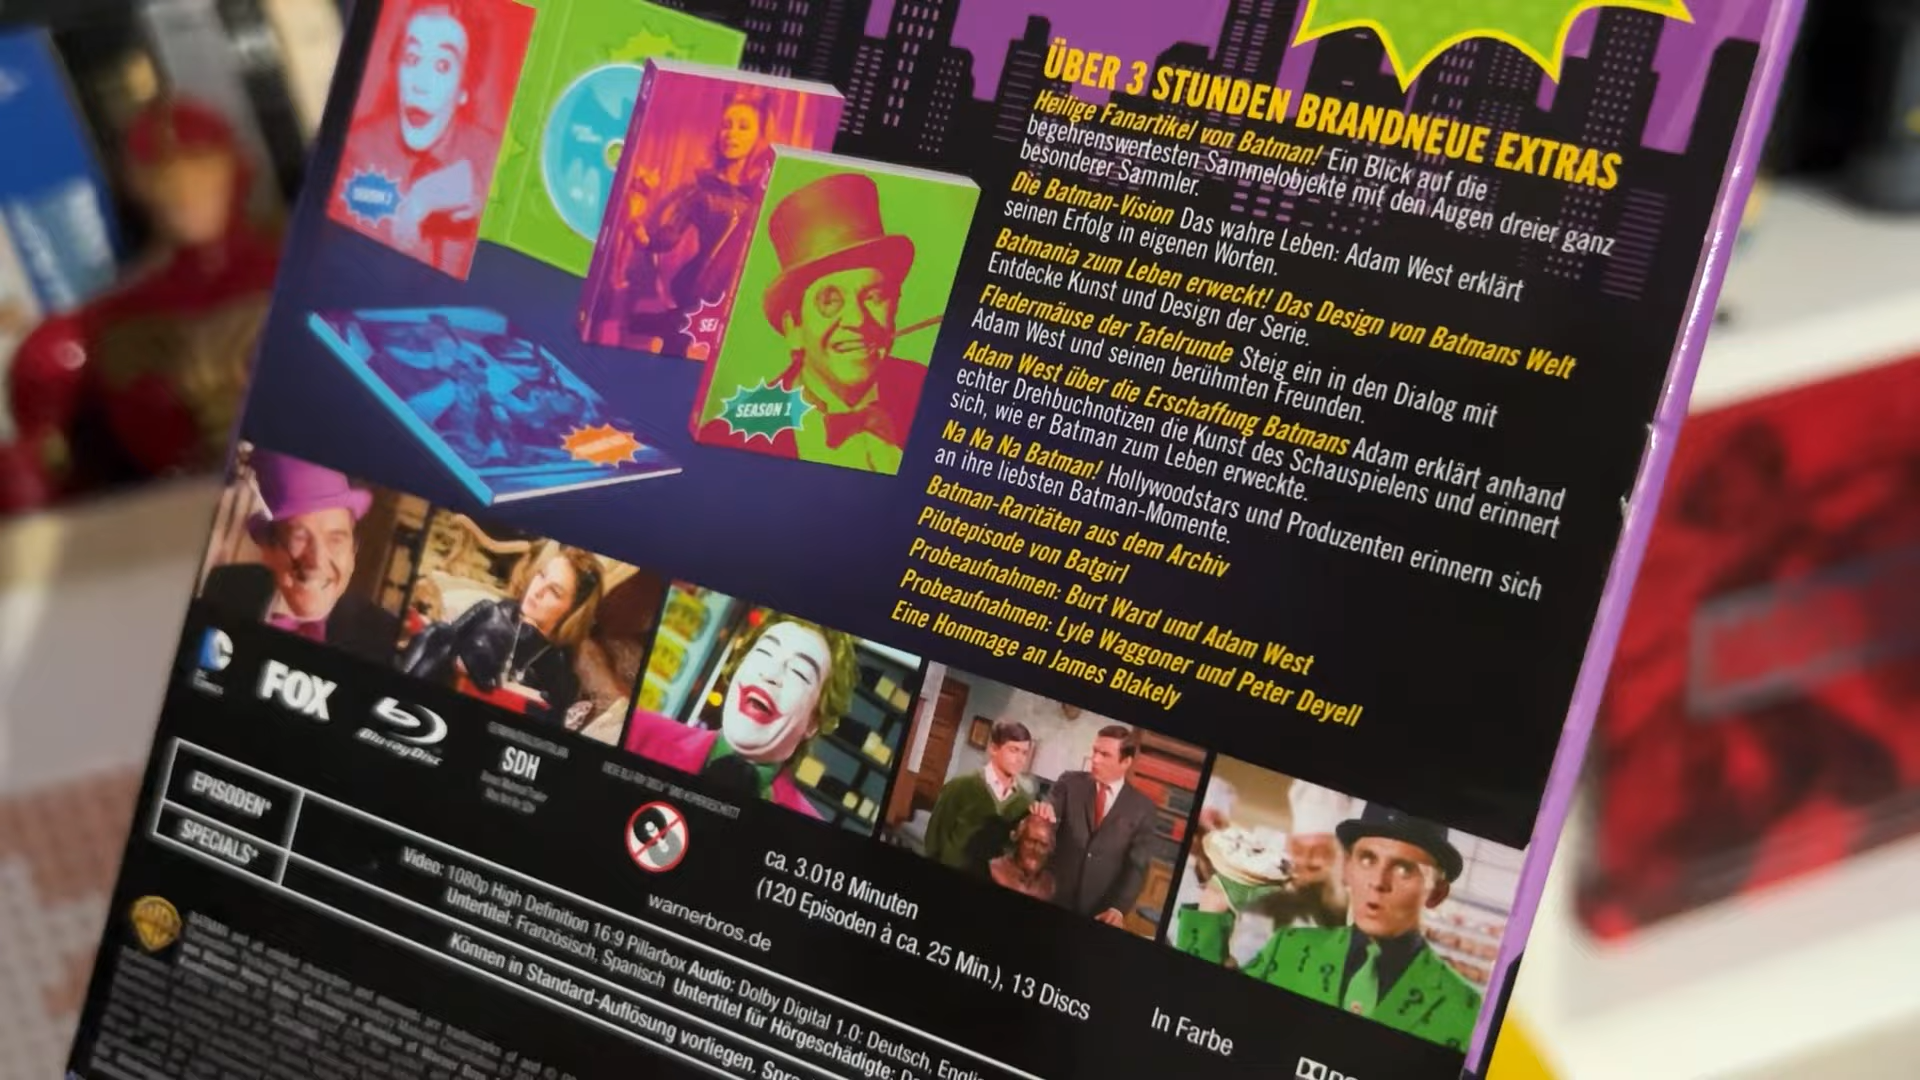 ÜBER 3 STUNDEN BRANDNEUE EXTRAS
Heilige Fanartikel von Batman! Ein Blick auf die
begehrenswertesten Sammelobjekte mit den Augen dreier ganz
besonderer Sammler.
Die Batman-Vision Das wahre Leben: Adam West erklärt
seinen Erfolg in eigenen Worten.
Batmania zum Leben erweckt! Das Design von Batmans Welt
Entdecke Kunst und Design der Serie.
Fledermäuse der Tafelrunde Steig ein in den Dialog mit
Adam West und seinen berühmten Freunden.
Adam West über die Erschaffung Batmans Adam erklärt anhand
echter Drehbuchnotizen die Kunst des Schauspielens und erinnert
sich, wie er Batman zum Leben erweckte.
Na Na Na Batman! Hollywoodstars und Produzenten erinnern sich
an ihre liebsten Batman-Momente.
Batman-Raritäten aus dem Archiv
Pilotepisode von Batgirl
Probeaufnahmen: Burt Ward und Adam West
Probeaufnahmen: Lyle Waggoner und Peter Deyell
Eine Hommage an James Blakely
SEASON 1
DC
COMICS
FOX
Blu-ray Disc
SDH
warnerbros.de
ca. 3.018 Minuten
(120 Episoden à ca. 25 Min.), 13 Discs
In Farbe
EPISODEN*
SPECIALS*
Video: 1080p High Definition 16:9 Pillarbox Audio: Dolby Digital 1.0: Deutsch,
Untertitel: Französisch, Spanisch Untertitel für Hörgeschädigte:
Können in Standard-Auflösung vorliegen.
WB